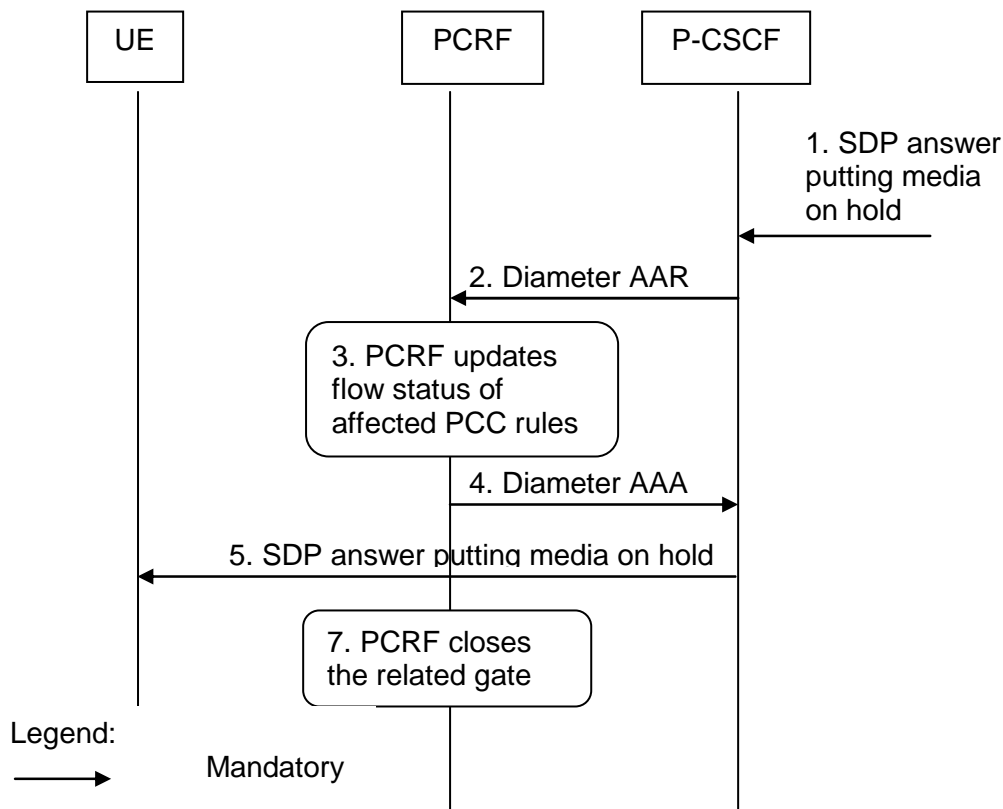 UE
PCRF
P-CSCF
1. SDP answer
putting media
on hold
2. Diameter AAR
3. PCRF updates
flow status of
affected PCC rules
4. Diameter AAA
5. SDP answer putting media on hold
7. PCRF closes
the related gate
Legend:
Mandatory